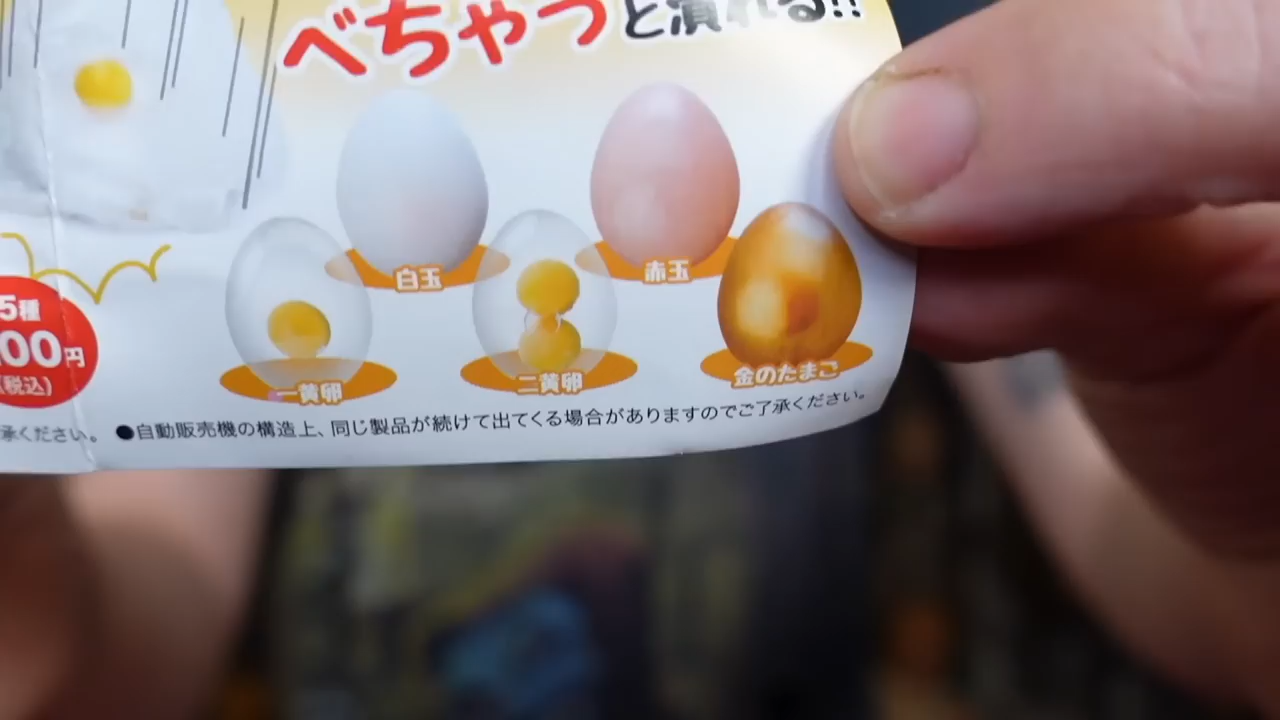 べちゃっと潰れる!!
白玉
赤玉
一黄卵
二黄卵
金のたまご
5種
00円
(税込)
承ください。 ●自動販売機の構造上、同じ製品が続けて出てくる場合がありますのでご了承ください。